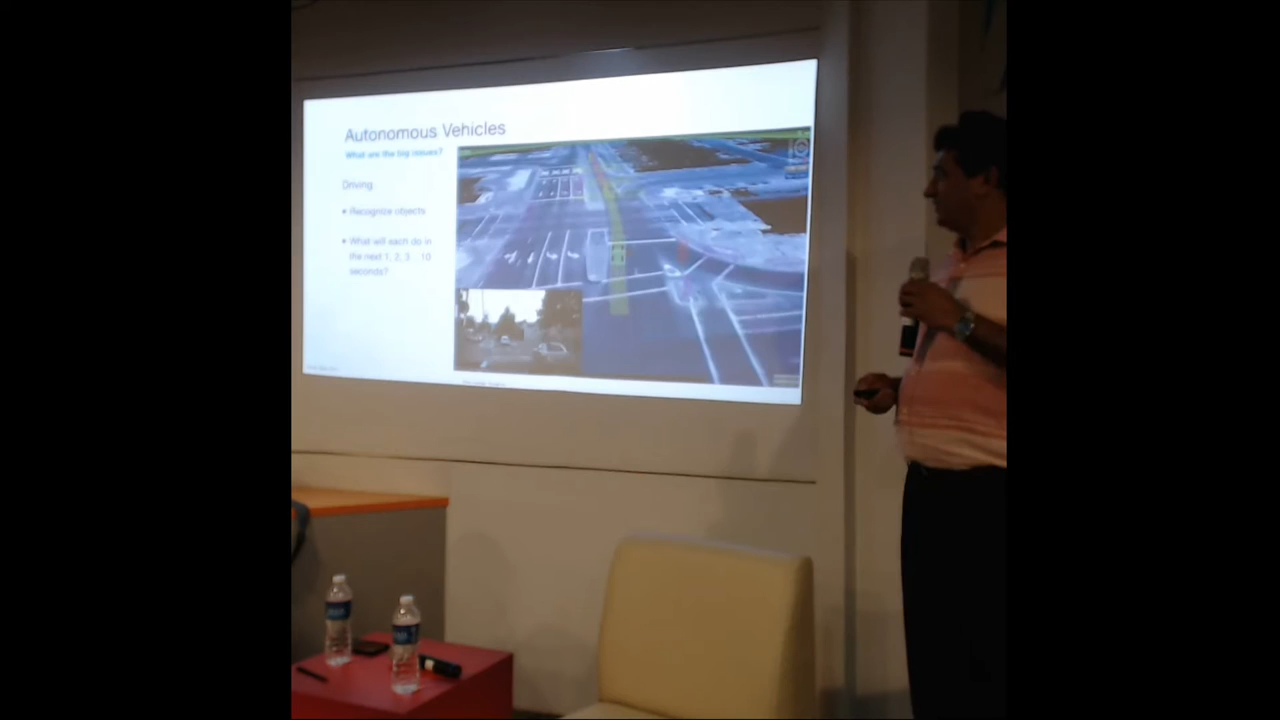 Autonomous Vehicles
What are the big issues?
Driving
• Recognize objects
• What will each do in
the next 1, 2, 3 10
seconds?